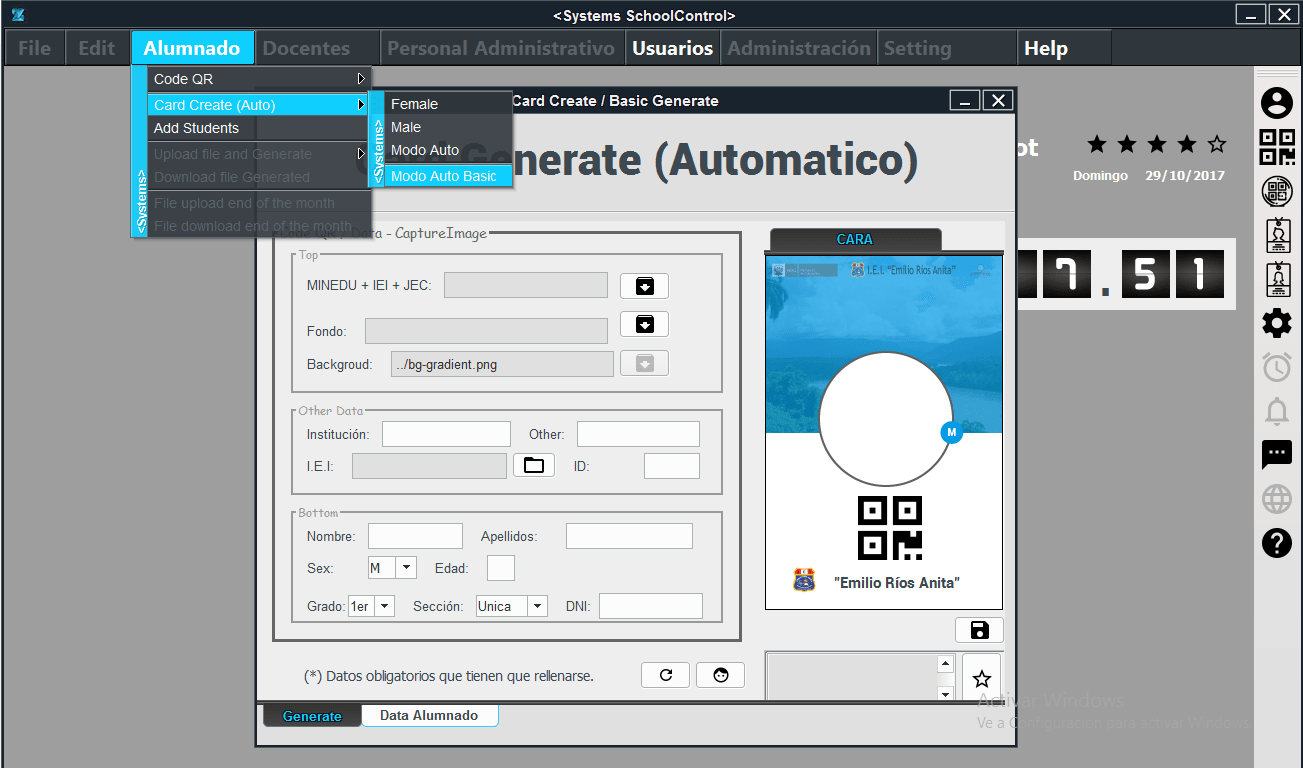 <Systems SchoolControl>
File Edit Alumnado Docentes Personal Administrativo Usuarios Administración Setting Help
Code QR
Card Create (Auto)
Add Students
Upload file and Generate
Download file Generated
File upload end of the month
File download end of the month
<Systems>
Female
Male
Modo Auto
Modo Auto Basic
<Systems>
Card Create / Basic Generate
Generate (Automatico)
ot
Domingo 29/10/2017
7.51
Data - CaptureImage
Top
MINEDU + IEI + JEC:
Fondo:
Backgroud: ../bg-gradient.png
Other Data
Institución: Other:
I.E.I: ID:
Bottom
Nombre: Apellidos:
Sex: M Edad:
Grado: 1er Sección: Unica DNI:
(*) Datos obligatorios que tienen que rellenarse.
CARA
I.E.I. "Emilio Ríos Anita"
M
"Emilio Ríos Anita"
Generate Data Alumnado
Activar Windows
Ve a Configuración para activar Windows.